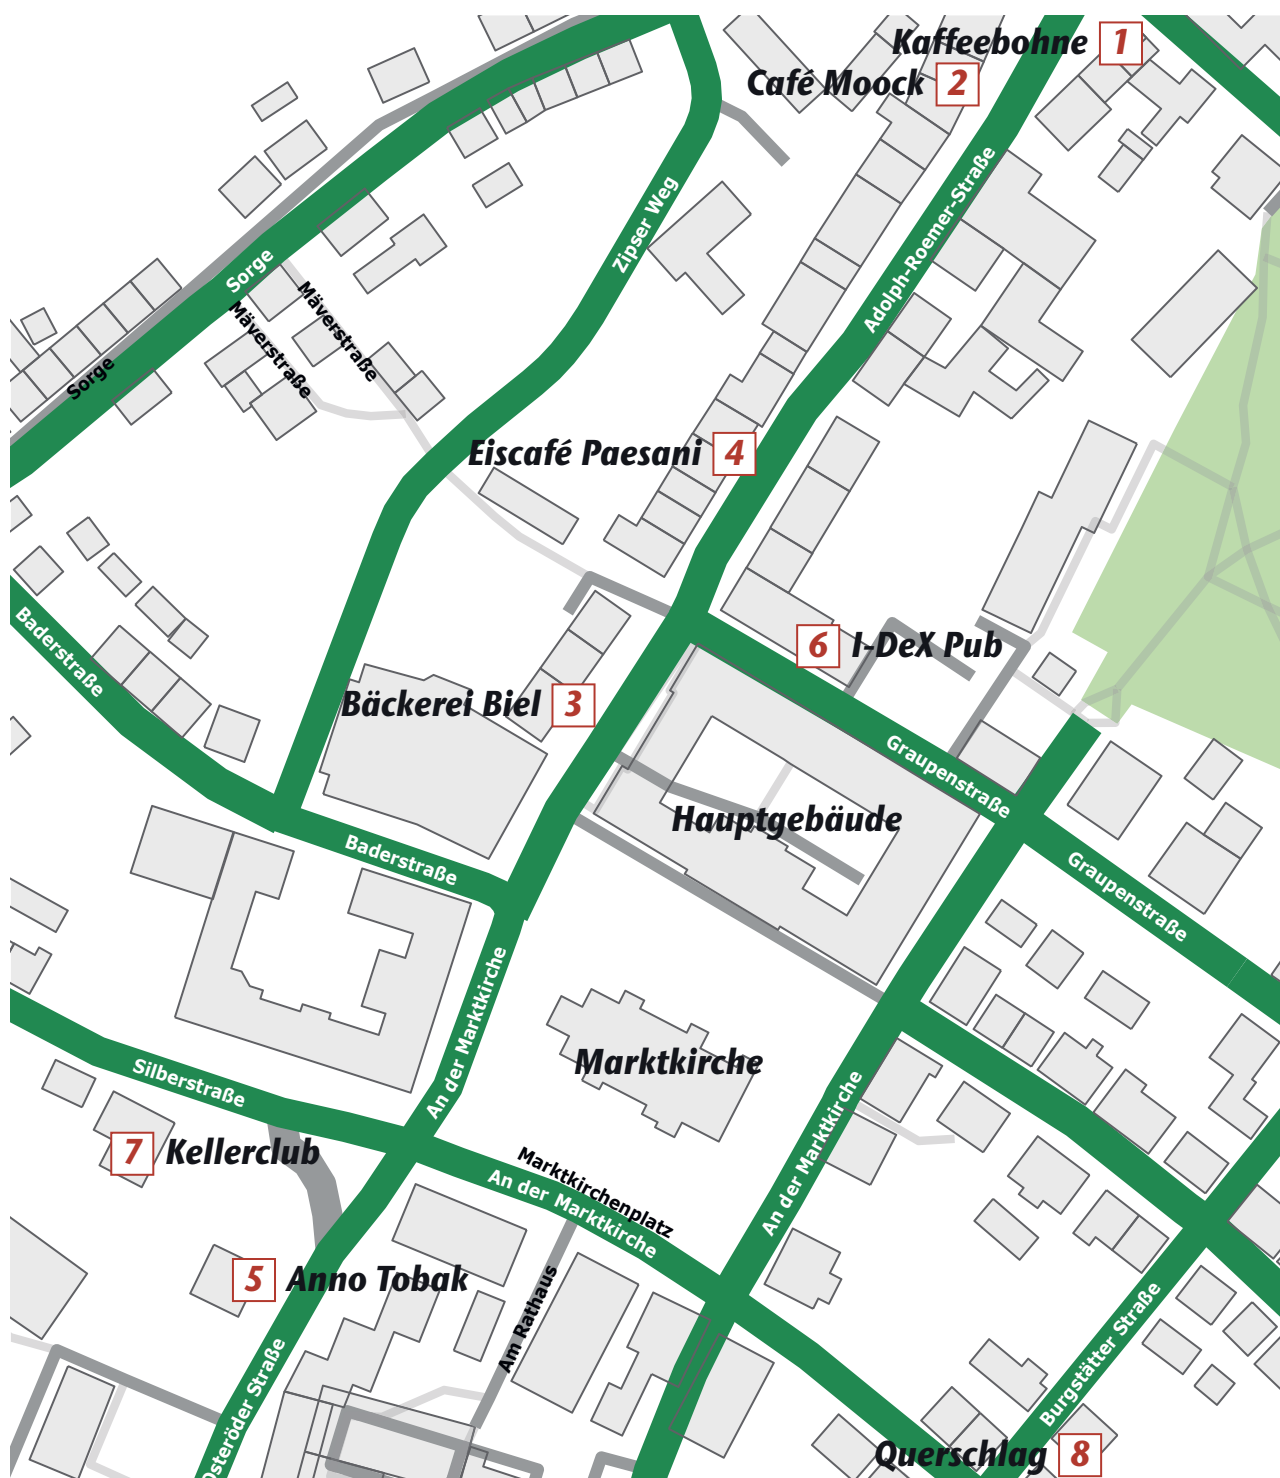 Kaffeebohne 1
Café Moock 2
Adolph-Roemer-Straße
Zipser Weg
Sorge
Mäverstraße
Mäverstraße
Sorge
Eiscafé Paesani 4
Baderstraße
6 I-DeX Pub
Bäckerei Biel 3
Graupenstraße
Hauptgebäude
Baderstraße
Graupenstraße
An der Marktkirche
Marktkirche
Silberstraße
An der Marktkirche
7 Kellerclub
Marktkirchenplatz
An der Marktkirche
5 Anno Tobak
Am Rathaus
Burgstätter Straße
Osteröder Straße
Querschlag 8